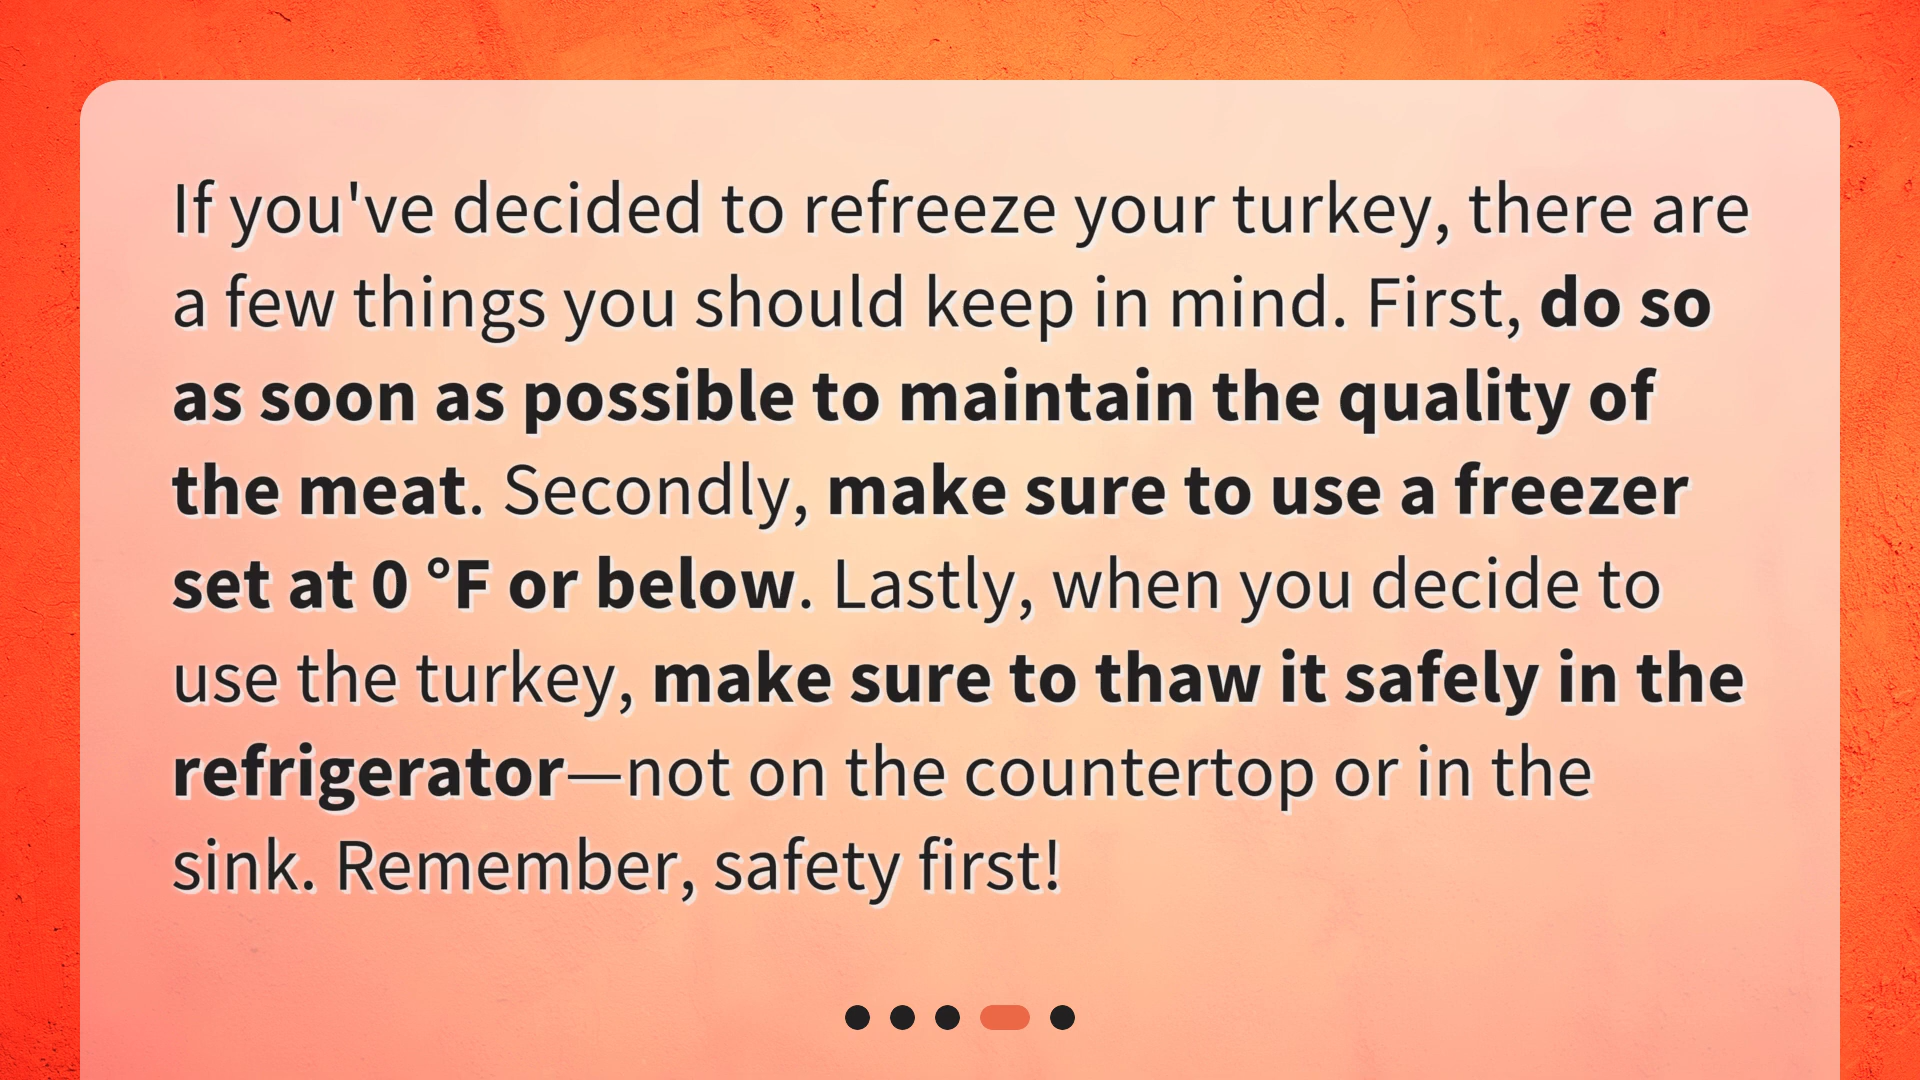 If you've decided to refreeze your turkey, there are
a few things you should keep in mind. First, do so
as soon as possible to maintain the quality of
the meat. Secondly, make sure to use a freezer
set at 0 °F or below. Lastly, when you decide to
use the turkey, make sure to thaw it safely in the
refrigerator—not on the countertop or in the
sink. Remember, safety first!